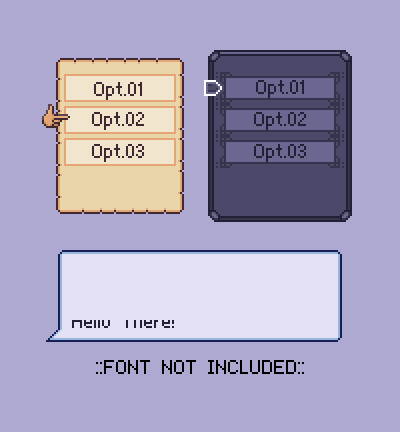 Opt.01
Opt.02
Opt.03
Opt.01
Opt.02
Opt.03
Hello There!
::FONT NOT INCLUDED::